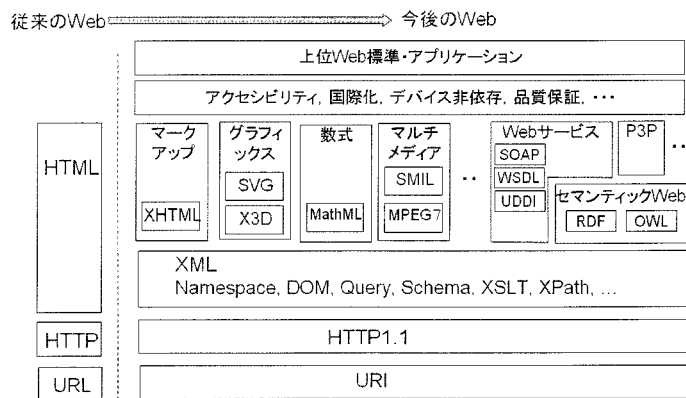 従来のWeb 今後のWeb
上位Web標準・アプリケーション
アクセシビリティ, 国際化, デバイス非依存, 品質保証, ・・・
HTML
マーク
アップ
XHTML
グラフィ
ックス
SVG
X3D
数式
MathML
マルチ
メディア
SMIL
MPEG7
・・
Webサービス
SOAP
WSDL
UDDI
P3P
・・
セマンティックWeb
RDF OWL
XML
Namespace, DOM, Query, Schema, XSLT, XPath, ...
HTTP
HTTP1.1
URL
URI